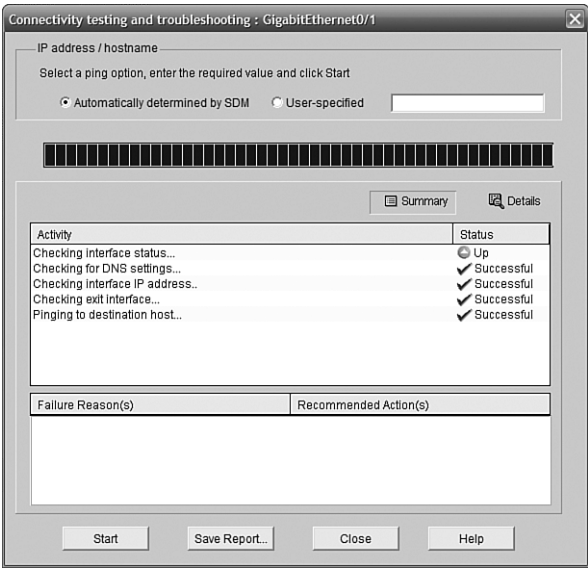 Connectivity testing and troubleshooting : GigabitEthernet0/1
IP address / hostname
Select a ping option, enter the required value and click Start
Automatically determined by SDM User-specified
Summary Details
Activity Status
Checking interface status... Up
Checking for DNS settings... Successful
Checking interface IP address.. Successful
Checking exit interface... Successful
Pinging to destination host... Successful
Failure Reason(s) Recommended Action(s)
Start Save Report... Close Help